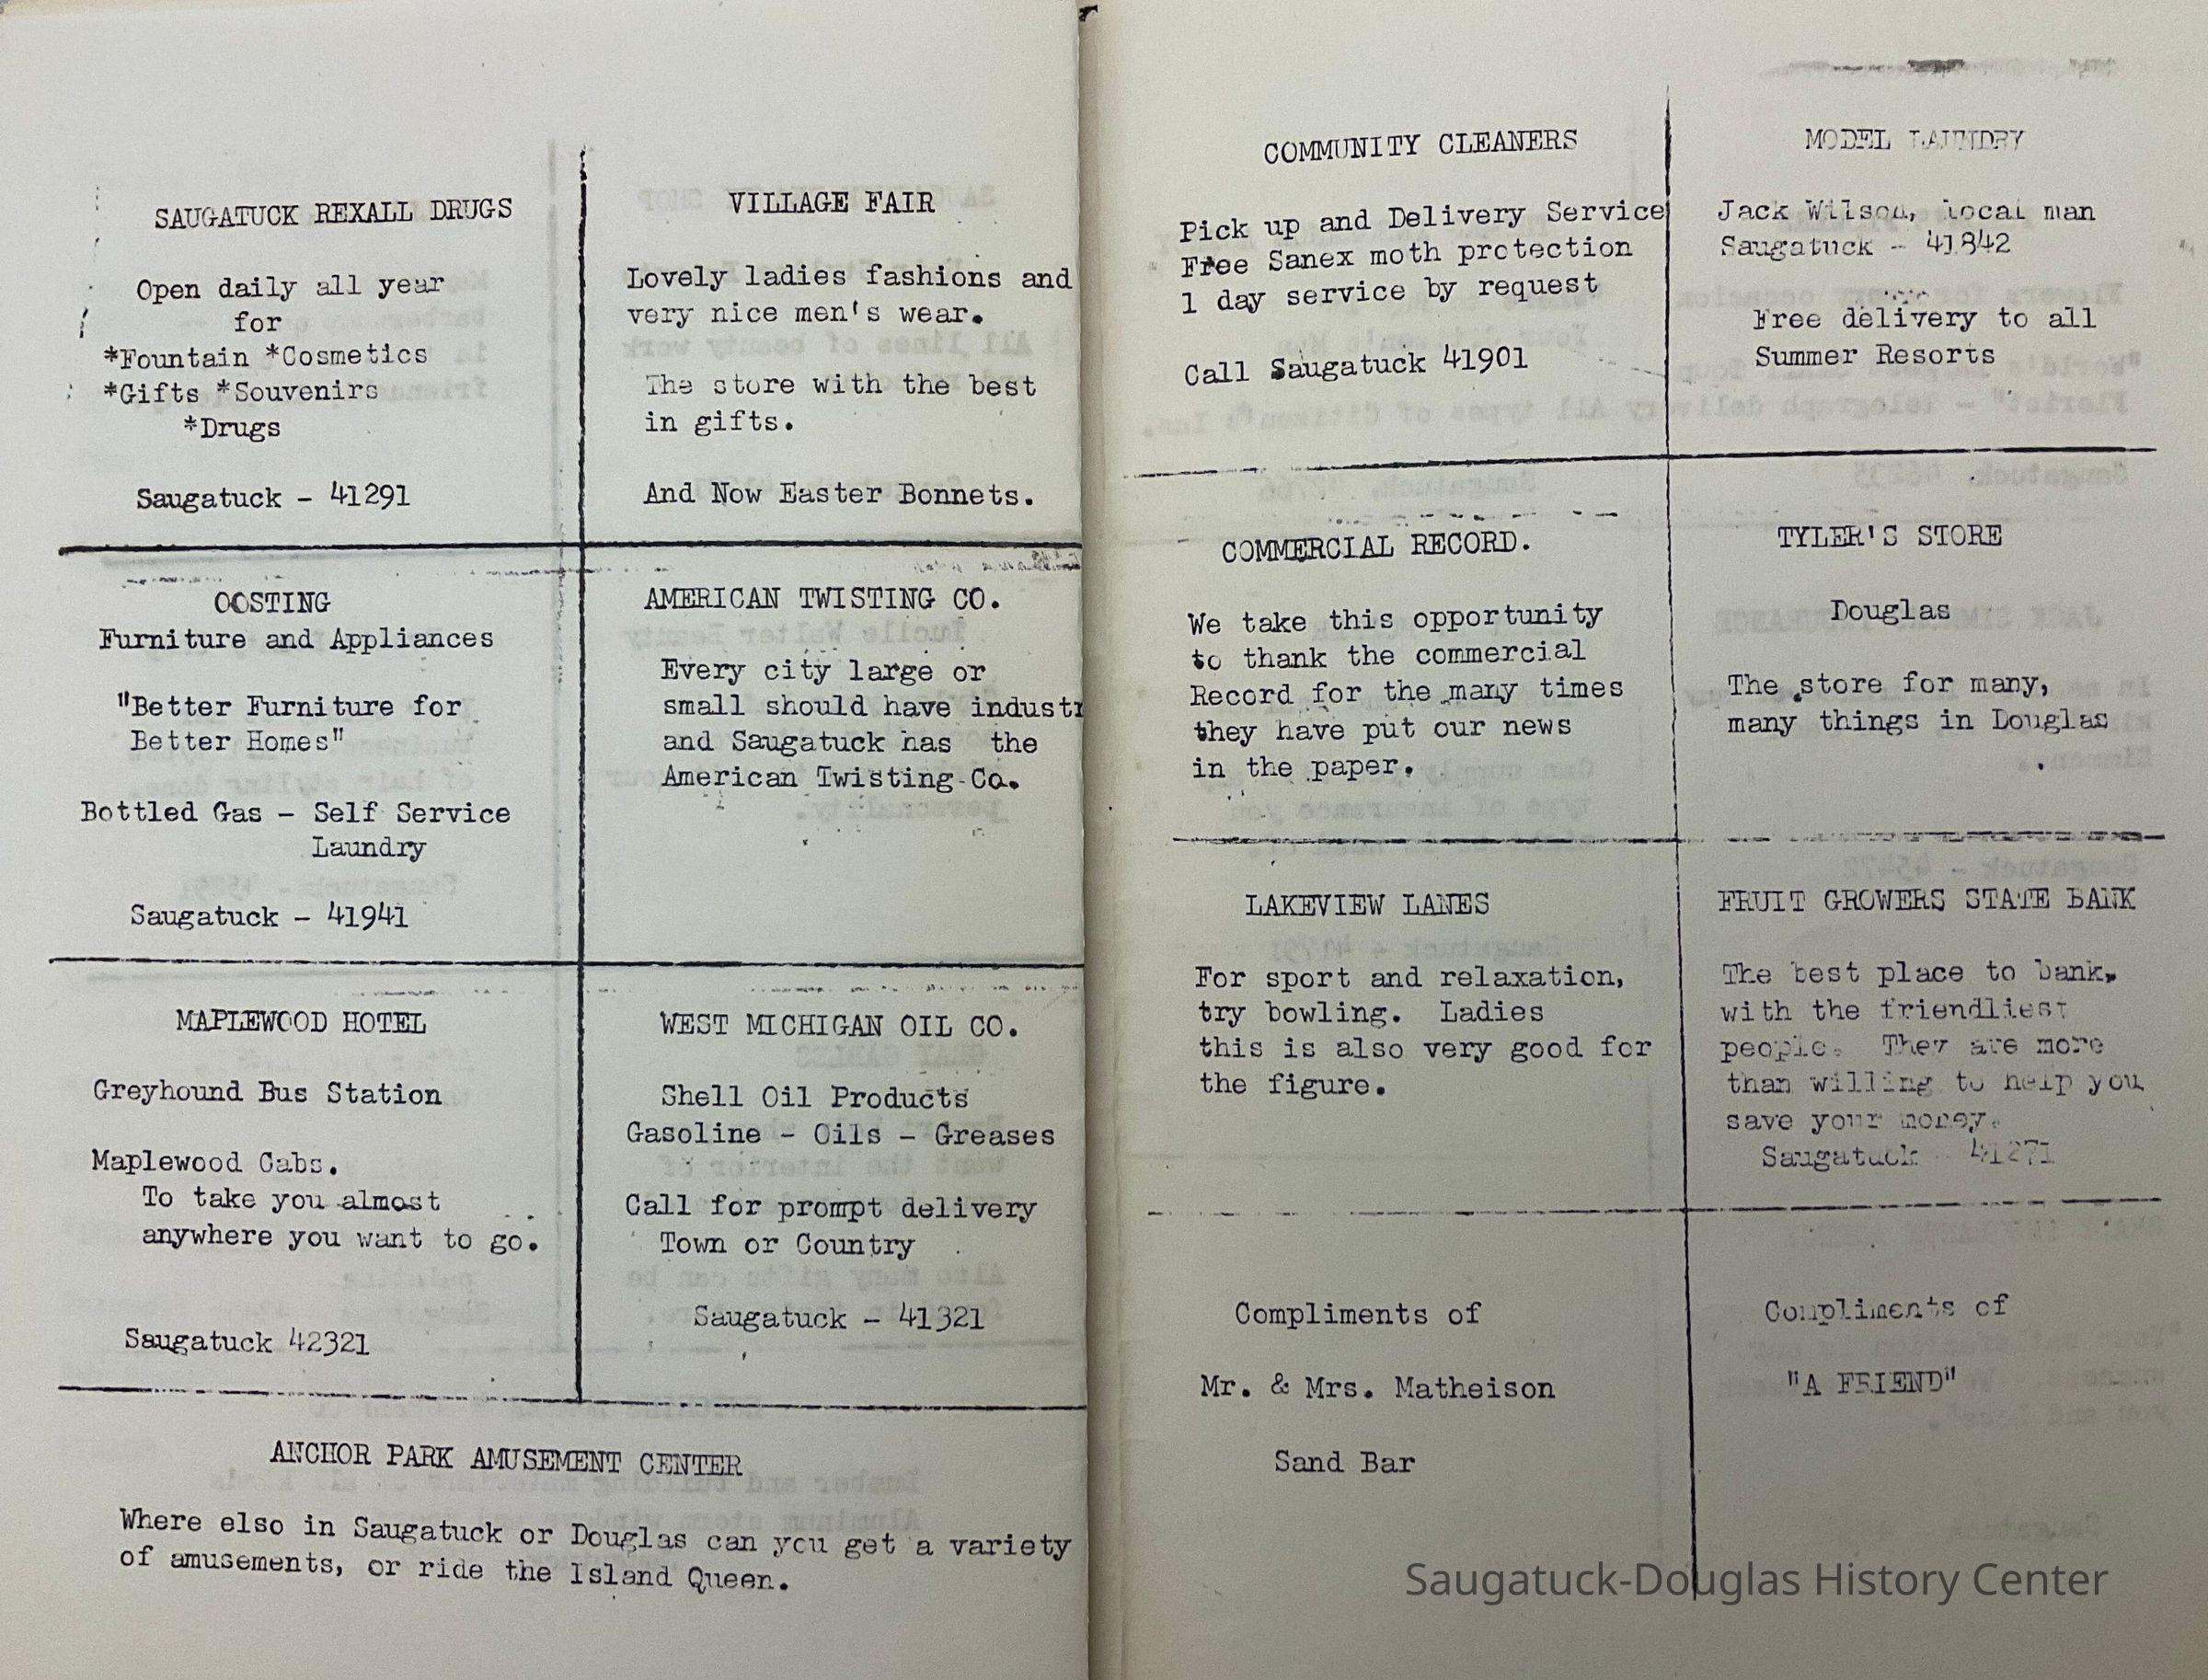 SAUGATUCK REXALL DRUGS
Open daily all year
for
*Fountain *Cosmetics
*Gifts *Souvenirs
*Drugs
Saugatuck - 41291
VILLAGE FAIR
Lovely ladies fashions and
very nice men's wear.
The store with the best
in gifts.
And Now Easter Bonnets.
OOSTING
Furniture and Appliances
"Better Furniture for
Better Homes"
Bottled Gas - Self Service
Laundry
Saugatuck - 41941
AMERICAN TWISTING CO.
Every city large or
small should have industr
and Saugatuck has the
American Twisting Co.
MAPLEWOOD HOTEL
Greyhound Bus Station
Maplewood Cabs.
To take you almost
anywhere you want to go.
Saugatuck 42321
WEST MICHIGAN OIL CO.
Shell Oil Products
Gasoline - Oils - Greases
Call for prompt delivery
Town or Country
Saugatuck - 41321
ANCHOR PARK AMUSEMENT CENTER
Where else in Saugatuck or Douglas can you get a variety
of amusements, or ride the Island Queen.
COMMUNITY CLEANERS
Pick up and Delivery Service
Free Sanex moth protection
1 day service by request
Call Saugatuck 41901
MODEL LAUNDRY
Jack Wilson, local man
Saugatuck - 41842
Free delivery to all
Summer Resorts
COMMERCIAL RECORD.
We take this opportunity
to thank the commercial
Record for the many times
they have put our news
in the paper.
TYLER'S STORE
Douglas
The store for many,
many things in Douglas
LAKEVIEW LANES
For sport and relaxation,
try bowling. Ladies
this is also very good for
the figure.
FRUIT GROWERS STATE BANK
The best place to bank,
with the friendliest
people. They are more
than willing to help you
save your money.
Saugatuck - 41271
Compliments of
Mr. & Mrs. Matheison
Sand Bar
Compliments of
"A FRIEND"
Saugatuck-Douglas History Center